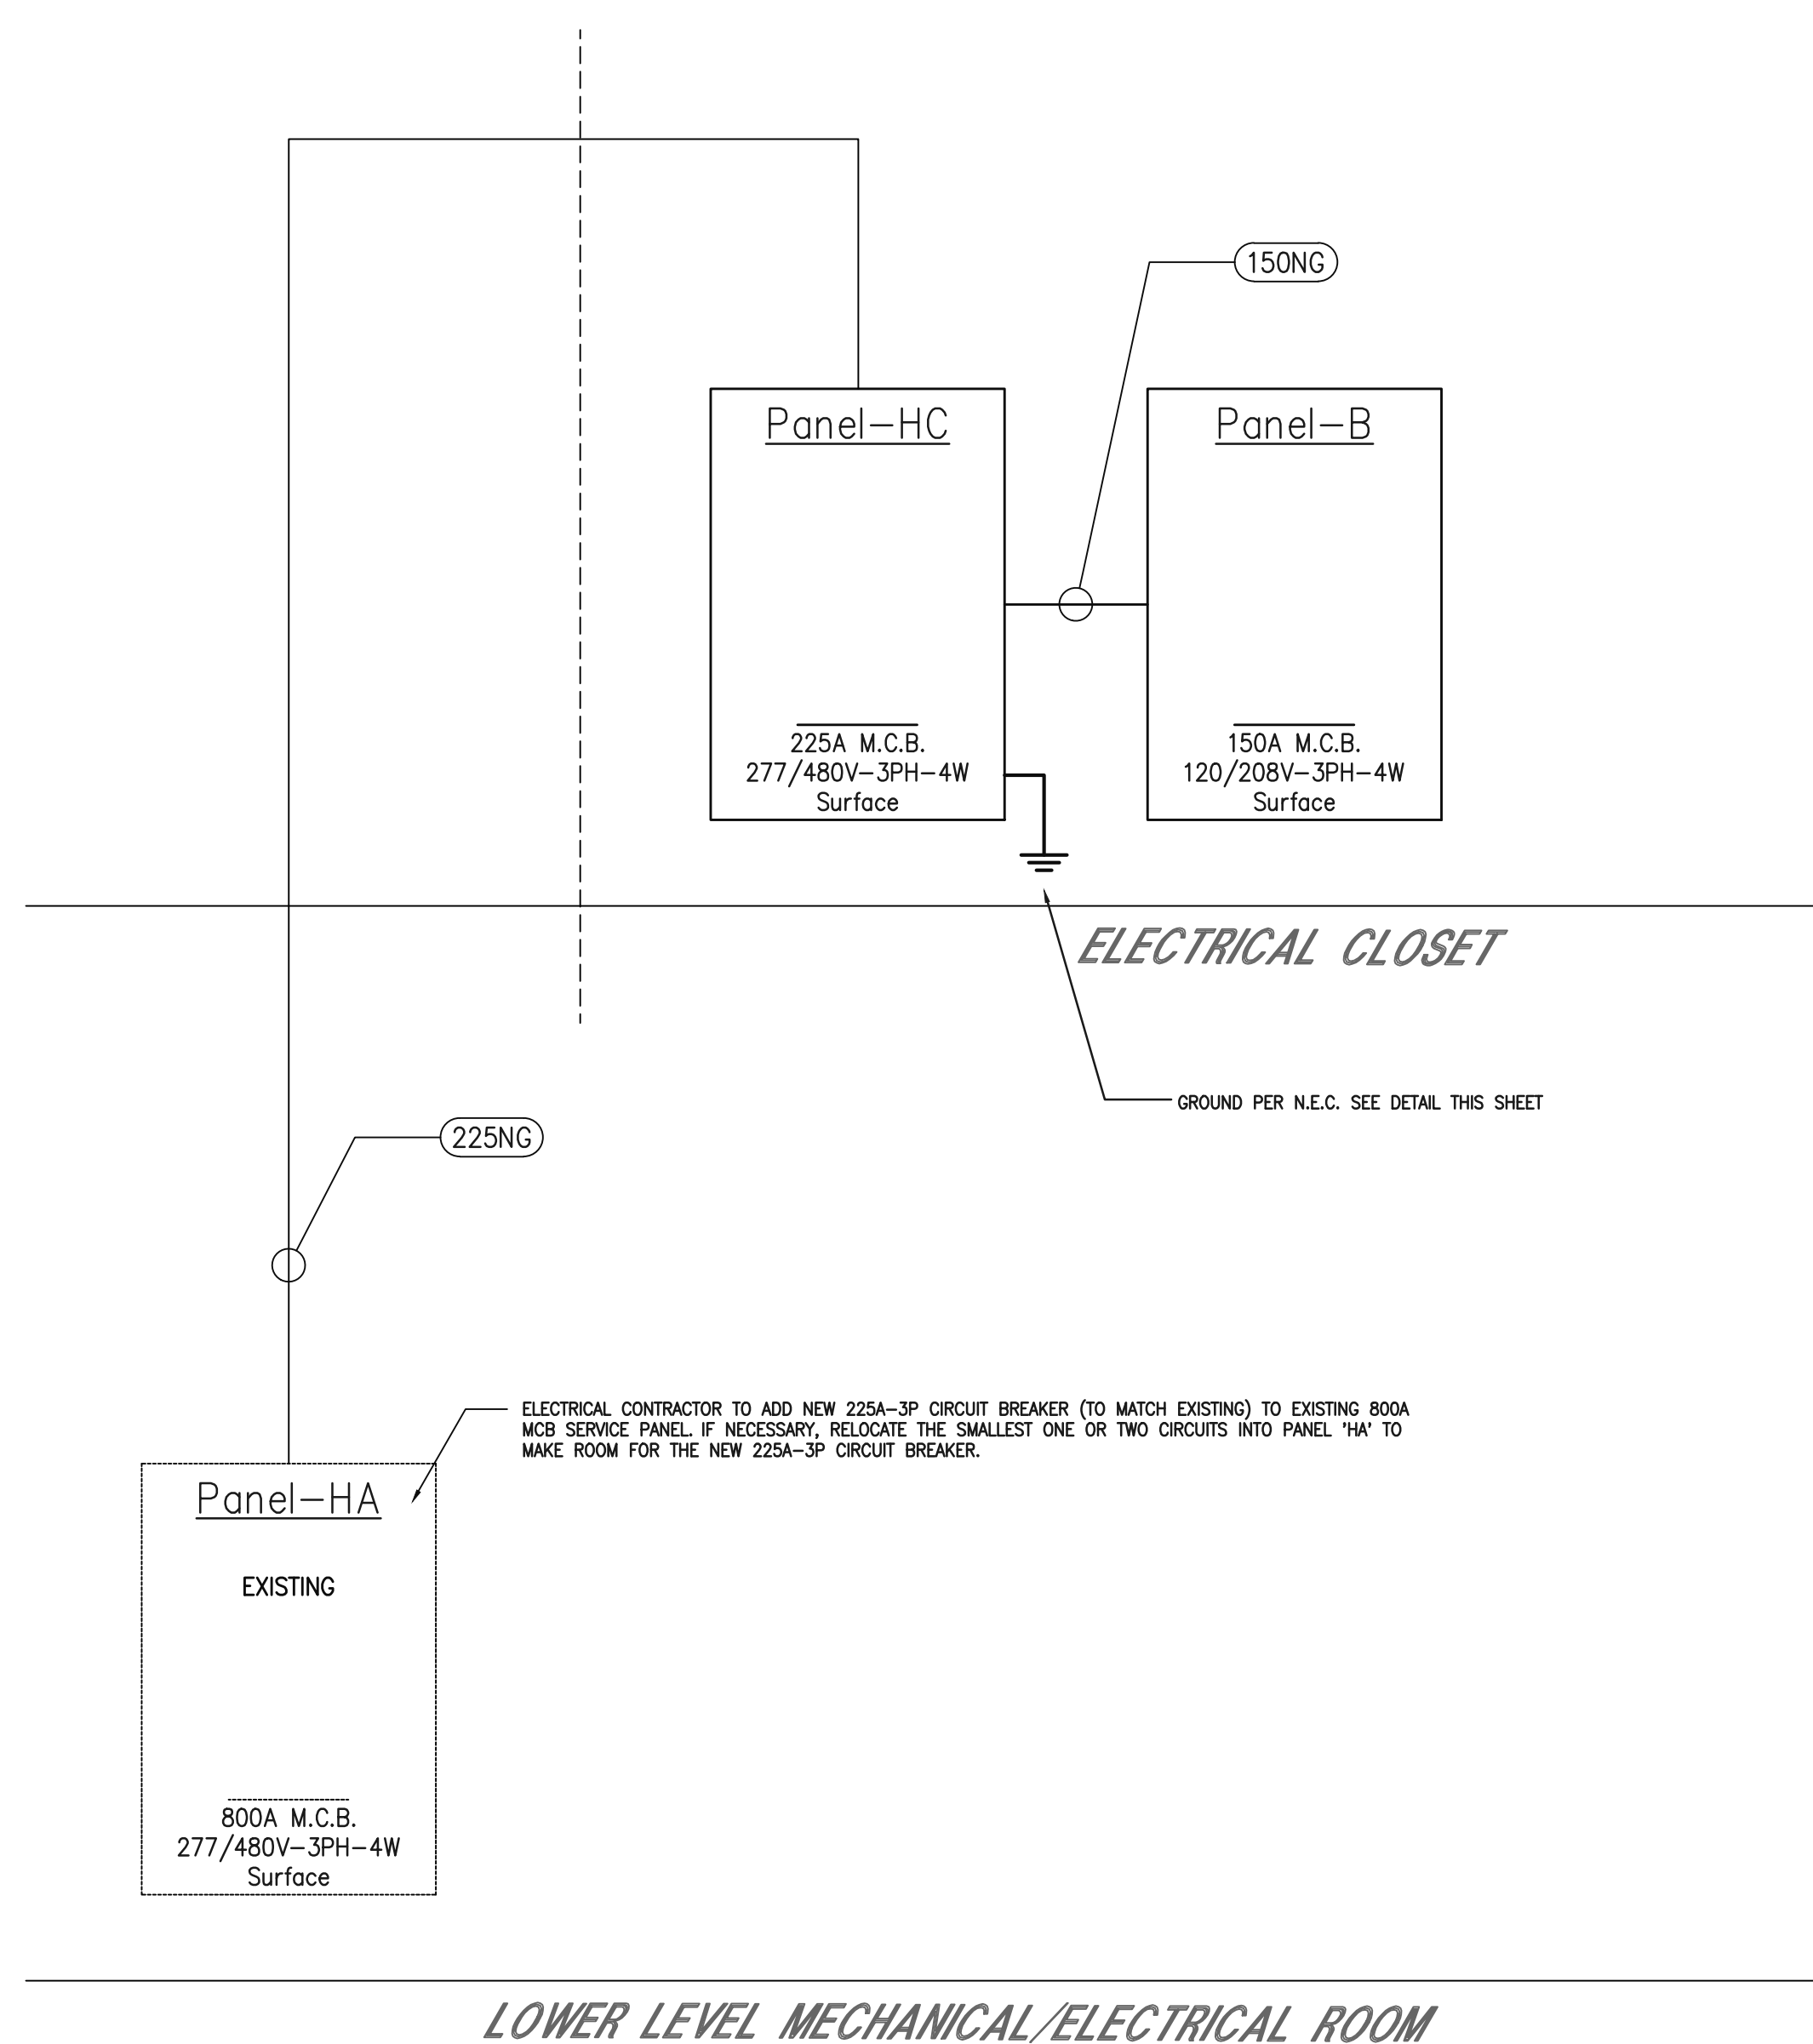 150NG
Panel-HC
225A M.C.B.
277/480V-3PH-4W
Surface
Panel-B
150A M.C.B.
120/208V-3PH-4W
Surface
ELECTRICAL CLOSET
GROUND PER N.E.C. SEE DETAIL THIS SHEET
225NG
ELECTRICAL CONTRACTOR TO ADD NEW 225A-3P CIRCUIT BREAKER (TO MATCH EXISTING) TO EXISTING 800A
MCB SERVICE PANEL. IF NECESSARY, RELOCATE THE SMALLEST ONE OR TWO CIRCUITS INTO PANEL 'HA' TO
MAKE ROOM FOR THE NEW 225A-3P CIRCUIT BREAKER.
Panel-HA
EXISTING
800A M.C.B.
277/480V-3PH-4W
Surface
LOWER LEVEL MECHANICAL/ELECTRICAL ROOM